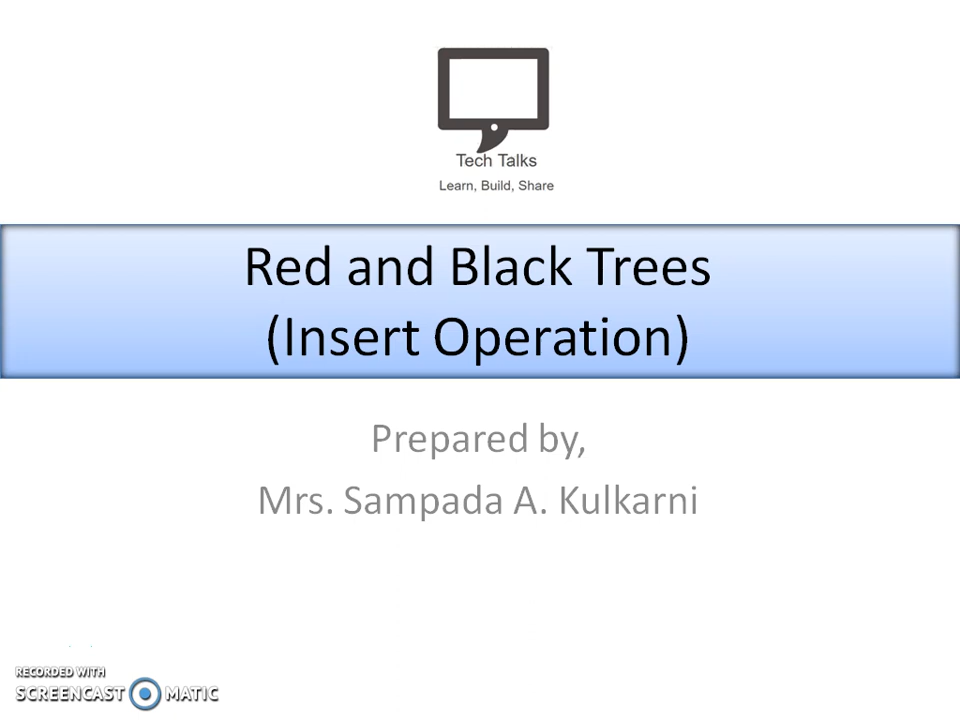 Tech Talks
Learn, Build, Share
Red and Black Trees
(Insert Operation)
Prepared by,
Mrs. Sampada A. Kulkarni
RECORDED WITH
SCREENCAST MATIC